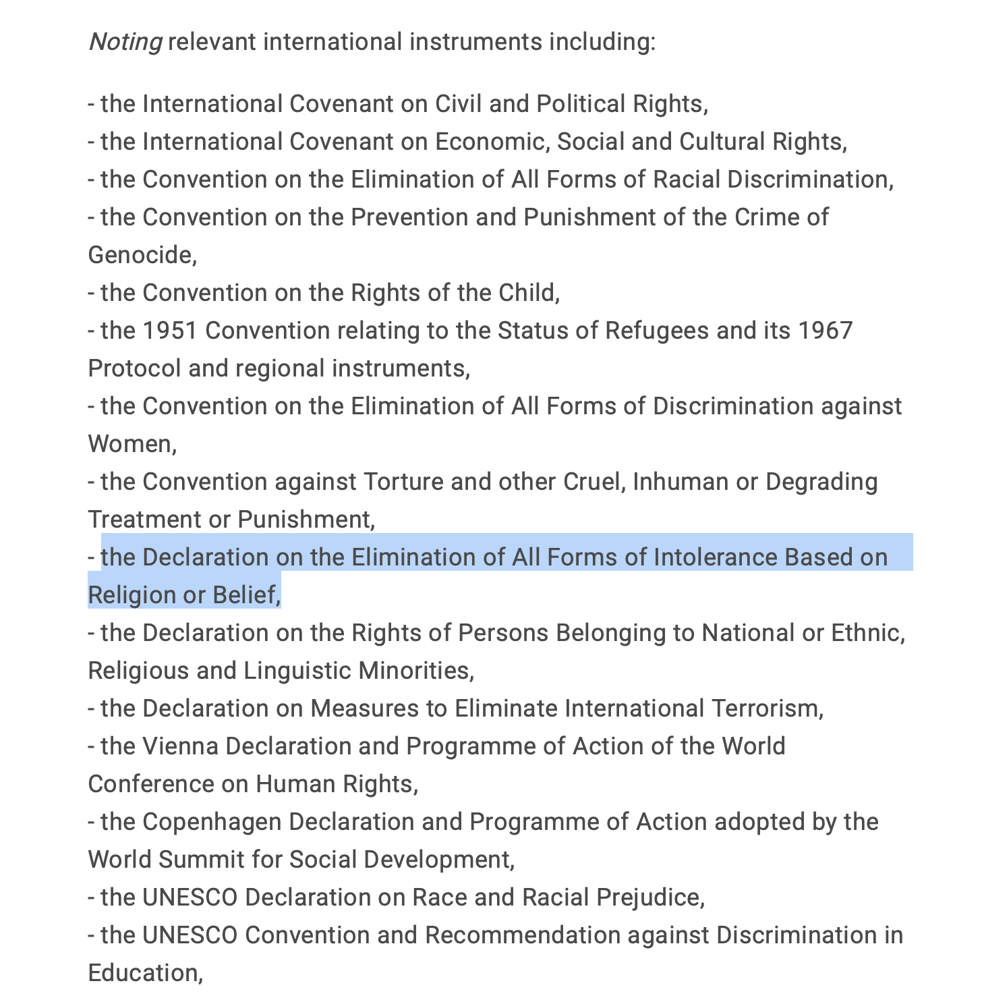 Noting relevant international instruments including:
- the International Covenant on Civil and Political Rights,
- the International Covenant on Economic, Social and Cultural Rights,
- the Convention on the Elimination of All Forms of Racial Discrimination,
- the Convention on the Prevention and Punishment of the Crime of
Genocide,
- the Convention on the Rights of the Child,
- the 1951 Convention relating to the Status of Refugees and its 1967
Protocol and regional instruments,
- the Convention on the Elimination of All Forms of Discrimination against
Women,
- the Convention against Torture and other Cruel, Inhuman or Degrading
Treatment or Punishment,
- the Declaration on the Elimination of All Forms of Intolerance Based on
Religion or Belief,
- the Declaration on the Rights of Persons Belonging to National or Ethnic,
Religious and Linguistic Minorities,
- the Declaration on Measures to Eliminate International Terrorism,
- the Vienna Declaration and Programme of Action of the World
Conference on Human Rights,
- the Copenhagen Declaration and Programme of Action adopted by the
World Summit for Social Development,
- the UNESCO Declaration on Race and Racial Prejudice,
- the UNESCO Convention and Recommendation against Discrimination in
Education,